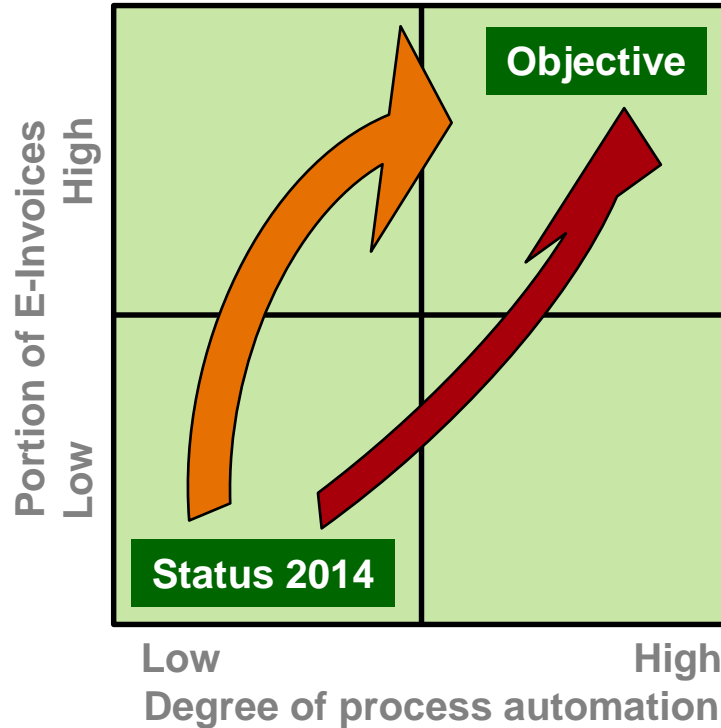 Objective
Portion of E-Invoices
High
Low
Status 2014
Low
High
Degree of process automation